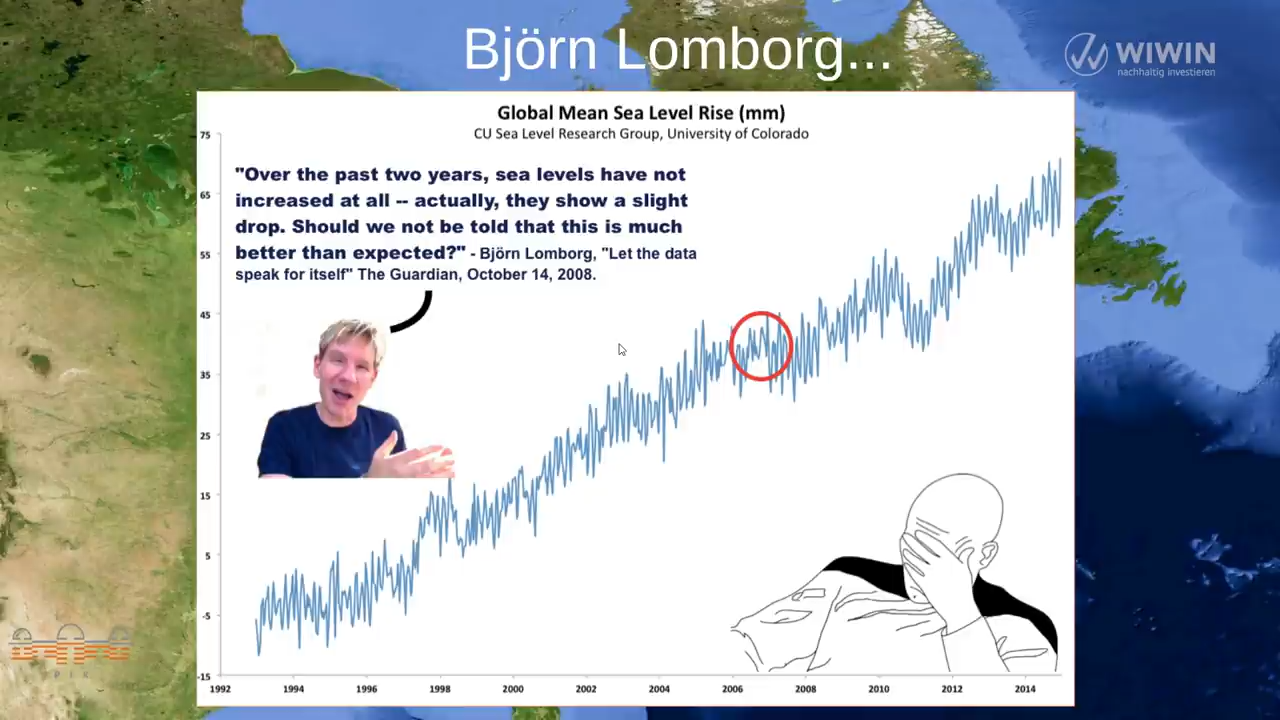 Björn Lomborg...
WIWIN
nachhaltig investieren
Global Mean Sea Level Rise (mm)
CU Sea Level Research Group, University of Colorado
"Over the past two years, sea levels have not
increased at all -- actually, they show a slight
drop. Should we not be told that this is much
better than expected?" - Björn Lomborg, "Let the data
speak for itself" The Guardian, October 14, 2008.
75
65
55
45
35
25
15
5
-5
-15
1992 1994 1996 1998 2000 2002 2004 2006 2008 2010 2012 2014
PIK